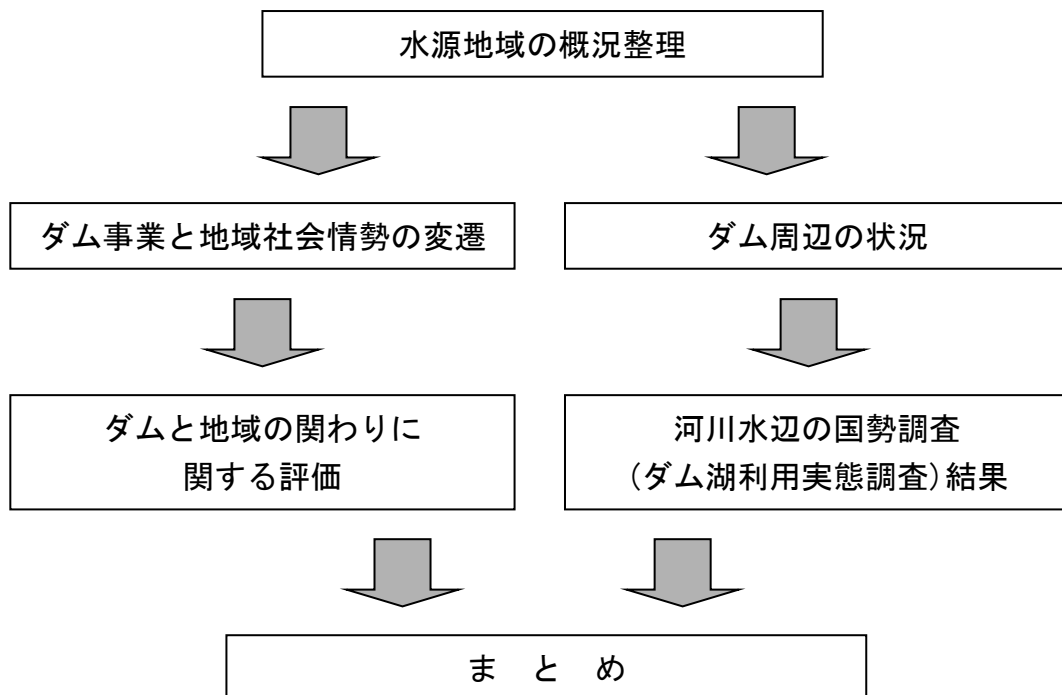 水源地域の概況整理
ダム事業と地域社会情勢の変遷
ダム周辺の状況
ダムと地域の関わりに
関する評価
河川水辺の国勢調査
(ダム湖利用実態調査)結果
ま と め